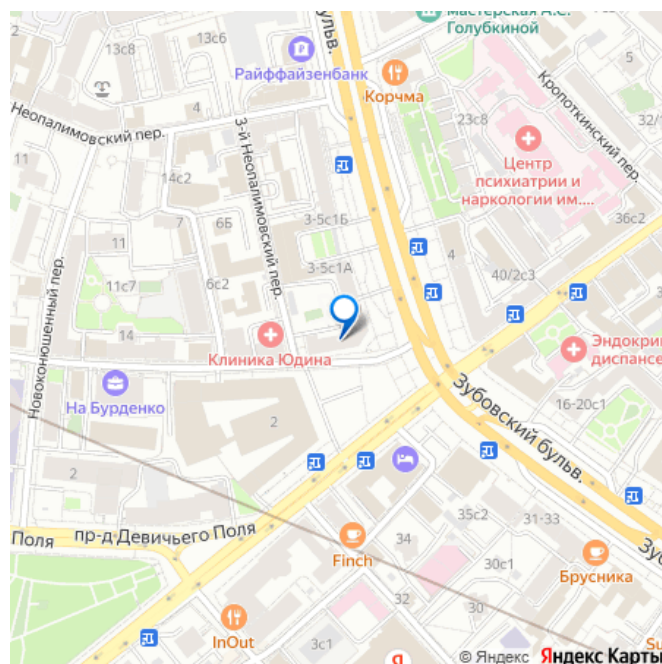 мастерская А.С.
Голубкиной
13с8
13с6
бульв.
Райффайзенбанк
Корчма
Кропоткинский пер.
4
23с8
32/
Неопалимовский пер.
3-й Неопалимовский пер.
11
14с2
Центр
психиатрии и
наркологии им....
7
6Б
3-5с1Б
36с2
11
4
Новоконюшенный пер.
11с7
6с2
3-5с1А
40/2с3
14
Клиника Юдина
Эндокрин
диспансе
На Бурденко
Зубовский бульв.
16-20с1
2
2
35с2
31-33
Поля
пр-д Девичьего Поля
34
Finch
30с1
Брусника
32
30
InOut
3с1
Я
© Яндекс Яндекс Карты